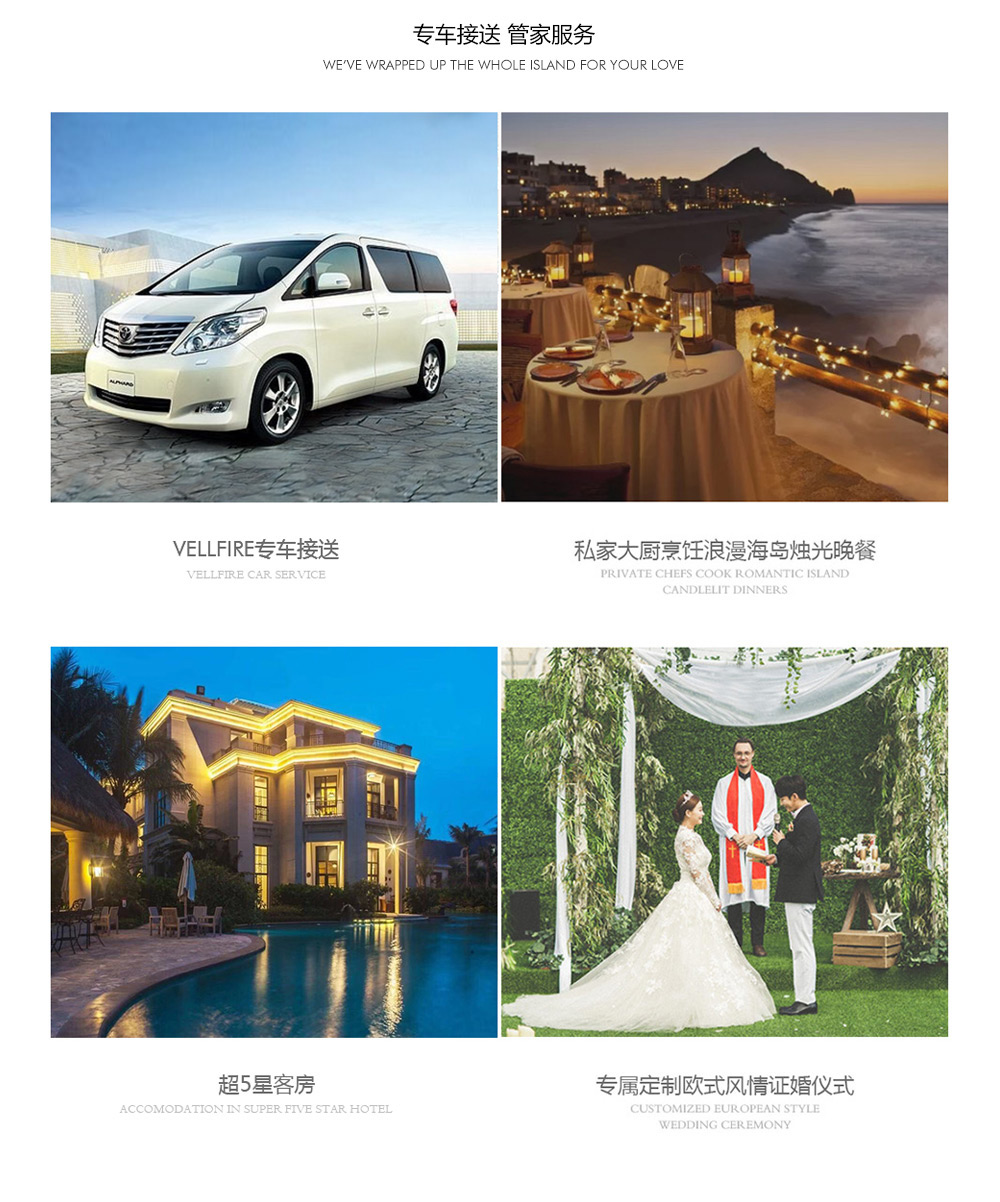 专车接送 管家服务
WE'VE WRAPPED UP THE WHOLE ISLAND FOR YOUR LOVE
ALPHARD
VELLFIRE专车接送
VELLFIRE CAR SERVICE
私家大厨烹饪浪漫海岛烛光晚餐
PRIVATE CHEFS COOK ROMANTIC ISLAND
CANDLELIT DINNERS
超5星客房
ACCOMODATION IN SUPER FIVE STAR HOTEL
专属定制欧式风情证婚仪式
CUSTOMIZED EUROPEAN STYLE
WEDDING CEREMONY